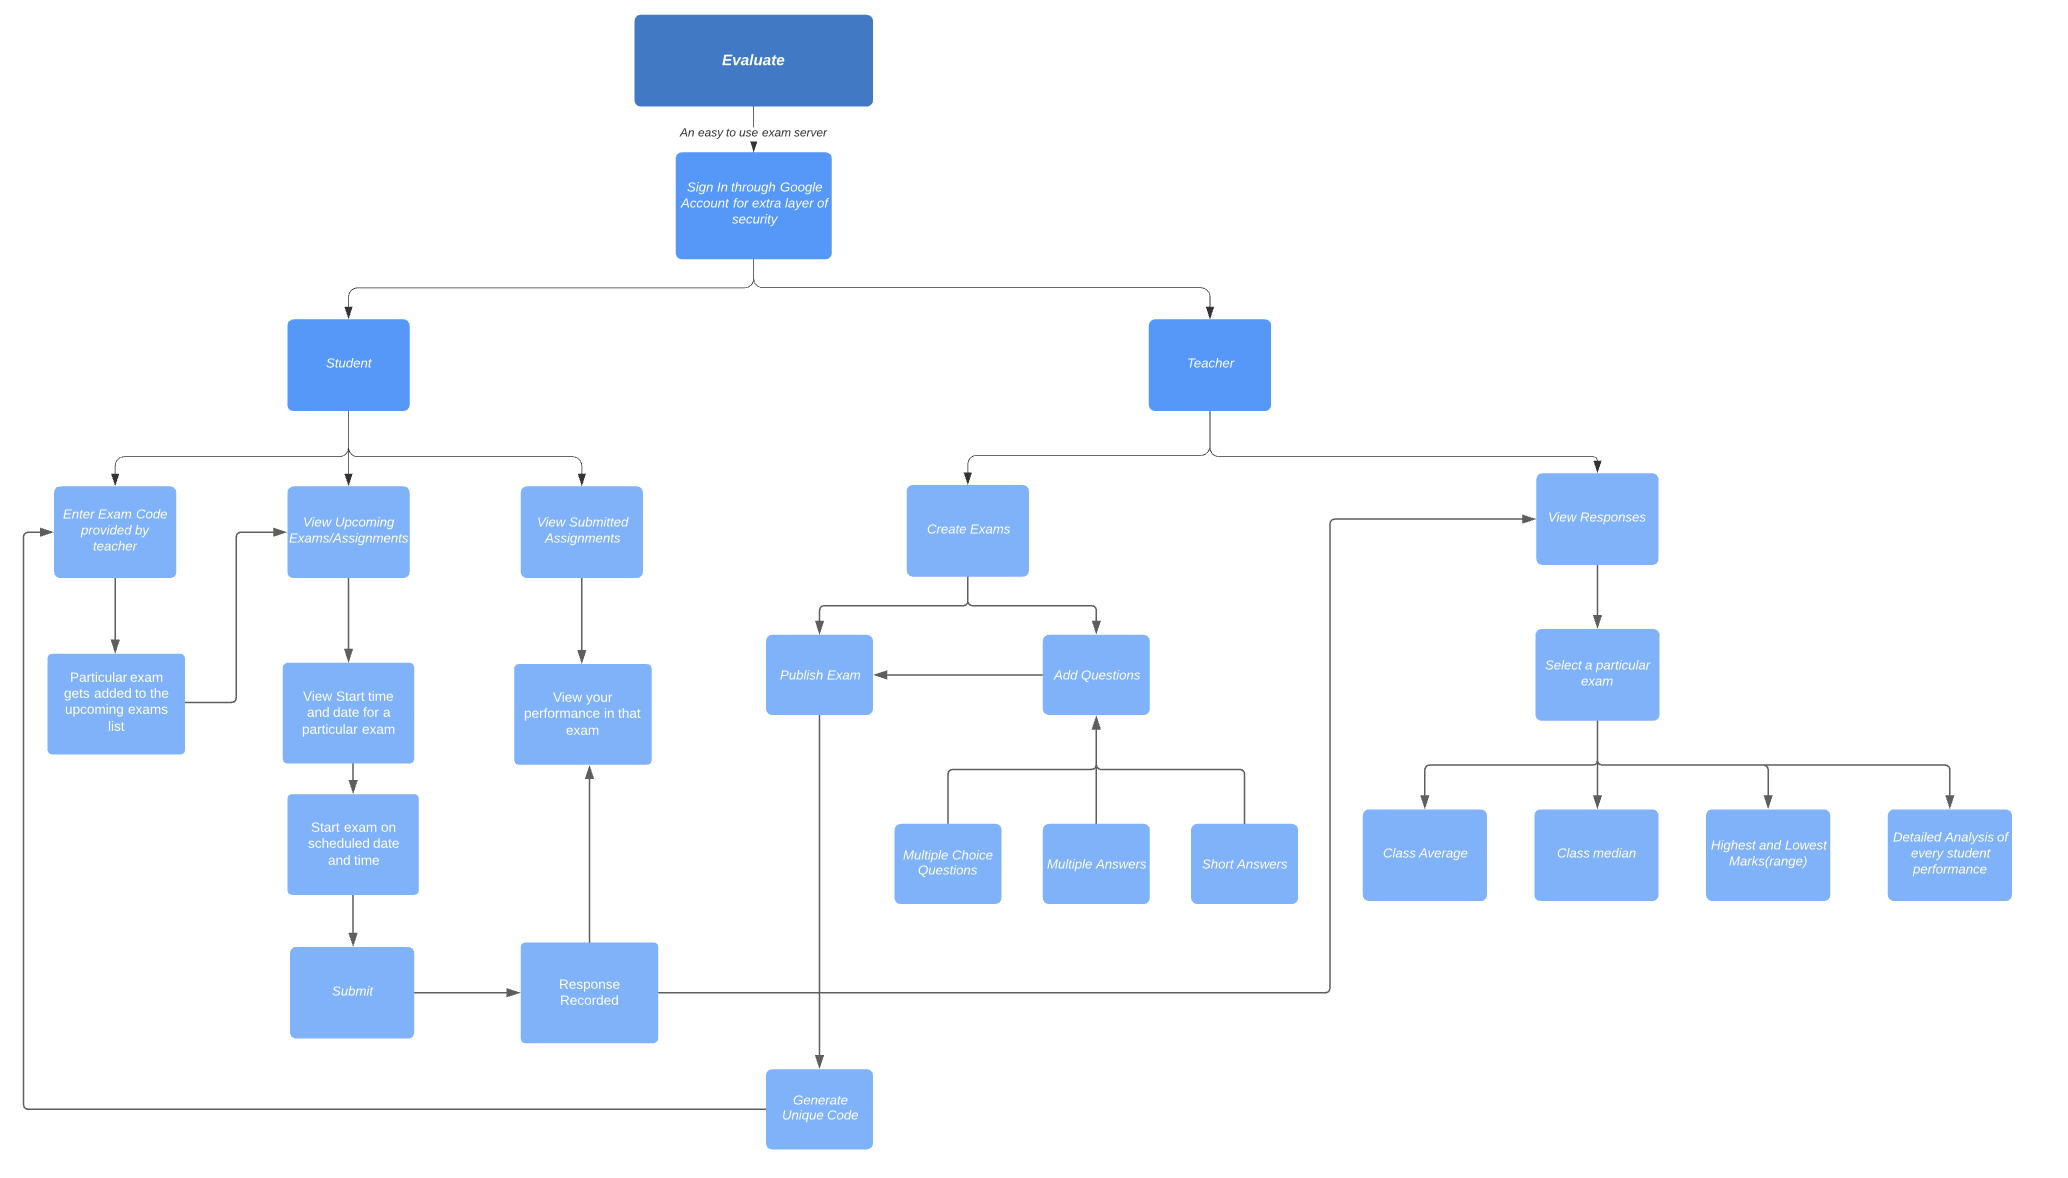 Evaluate
An easy to use exam server
Sign In through Google
Account for extra layer of
security
Student
Teacher
Enter Exam Code
provided by
teacher
View Upcoming
Exams/Assignments
View Submitted
Assignments
Create Exams
View Responses
Particular exam
gets added to the
upcoming exams
list
View Start time
and date for a
particular exam
View your
performance in that
exam
Publish Exam
Add Questions
Select a particular
exam
Start exam on
scheduled date
and time
Multiple Choice
Questions
Multiple Answers
Short Answers
Class Average
Class median
Highest and Lowest
Marks(range)
Detailed Analysis of
every student
performance
Submit
Response
Recorded
Generate
Unique Code